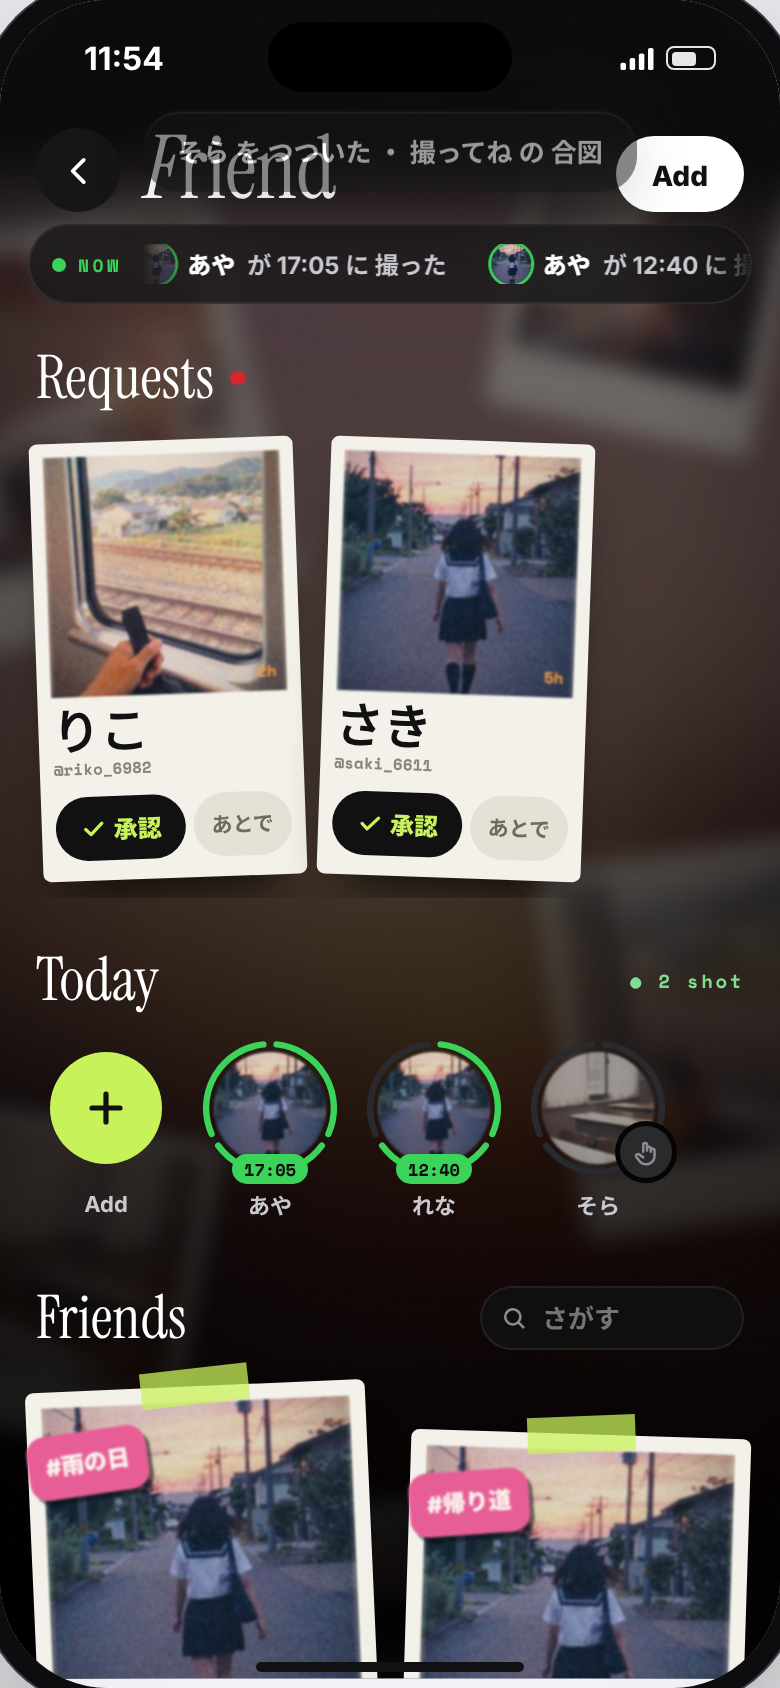 11:54
そら を つついた ・ 撮ってね の 合図
Friend
Add
NOW
あや が 17:05 に 撮った
あや が 12:40 に
Requests
2h
りこ
@riko_6982
承認
あとで
5h
さき
@saki_6611
承認
あとで
Today
2 shot
Add
17:05
あや
12:40
れな
そら
Friends
さがす
#雨の日
#帰り道